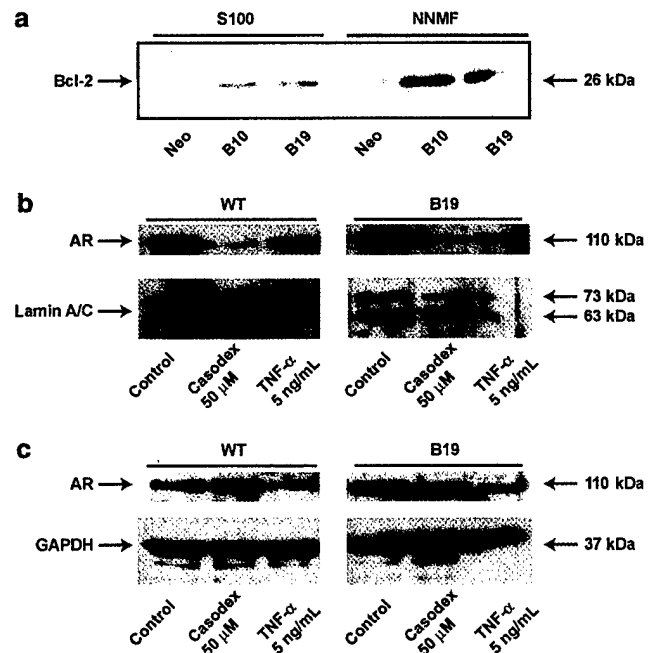 a
S100 NNMF
Bcl-2 26 kDa
Neo B10 B19 Neo B10 B19
b
WT B19
AR 110 kDa
Lamin A/C 73 kDa
63 kDa
Control Casodex 50 µM TNF-α 5 ng/mL Control Casodex 50 µM TNF-α 5 ng/mL
c
WT B19
AR 110 kDa
GAPDH 37 kDa
Control Casodex 50 µM TNF-α 5 ng/mL Control Casodex 50 µM TNF-α 5 ng/mL